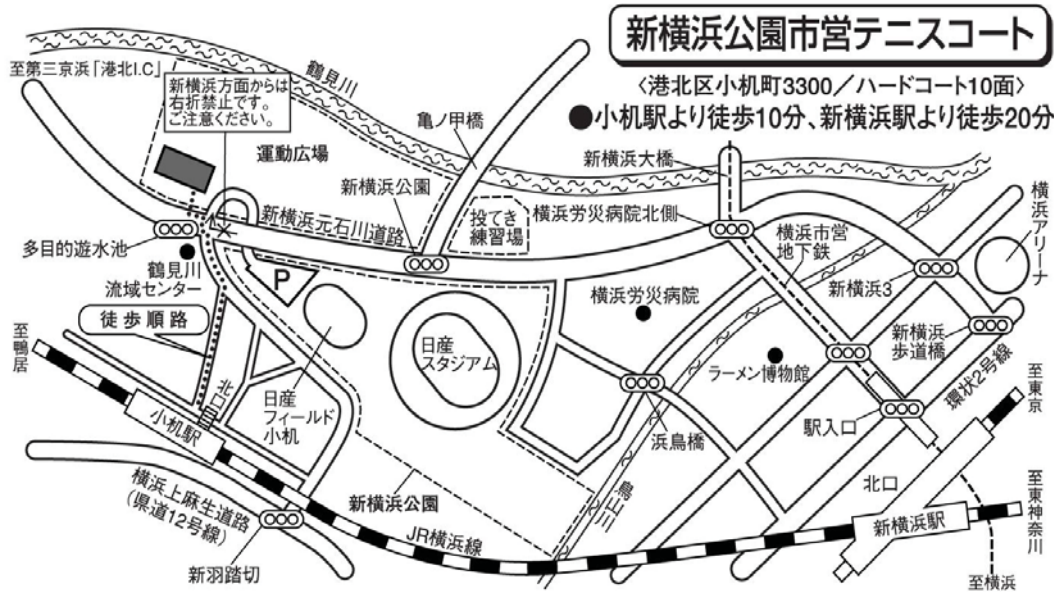 新横浜公園市営テニスコート
〈港北区小机町3300／ハードコート10面〉
●小机駅より徒歩10分、新横浜駅より徒歩20分
至第三京浜「港北I.C」
新横浜方面からは
右折禁止です。
ご注意ください。
鶴見川
亀ノ甲橋
運動広場
新横浜公園
新横浜元石川道路
投てき
練習場
新横浜大橋
横浜労災病院北側
横浜市営
地下鉄
横浜アリーナ
多目的遊水池
鶴見川
流域センター
P
横浜労災病院
新横浜3
新横浜
歩道橋
徒歩順路
至鴨居
日産
スタジアム
ラーメン博物館
環状2号線
至東京
北口
小机駅
日産
フィールド
小机
浜鳥橋
駅入口
新横浜公園
鳥山川
北口
横浜上麻生道路
(県道12号線)
JR横浜線
新横浜駅
至東神奈川
新羽踏切
至横浜